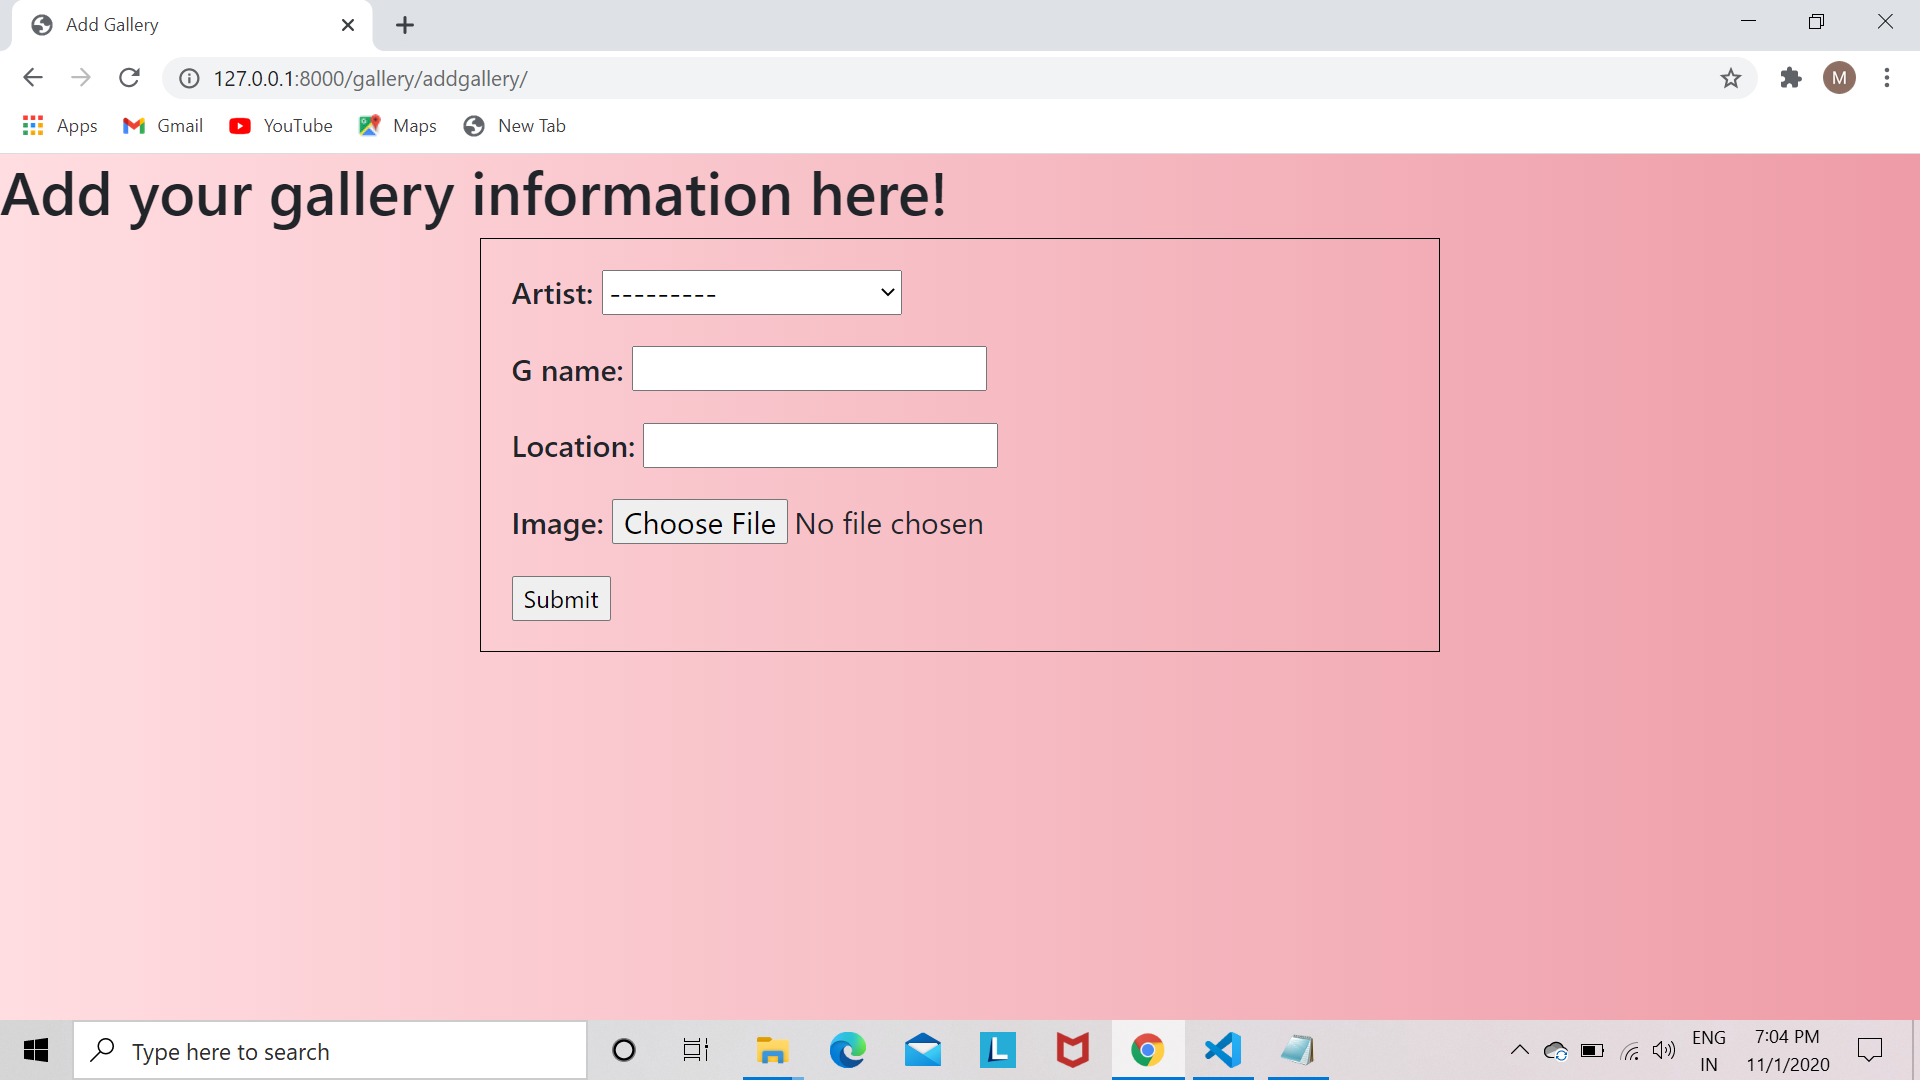 Add Gallery
127.0.0.1:8000/gallery/addgallery/
M
Apps Gmail YouTube Maps New Tab
Add your gallery information here!
Artist: ---------
G name:
Location:
Image: Choose File No file chosen
Submit
Type here to search
L
ENG
IN
7:04 PM
11/1/2020